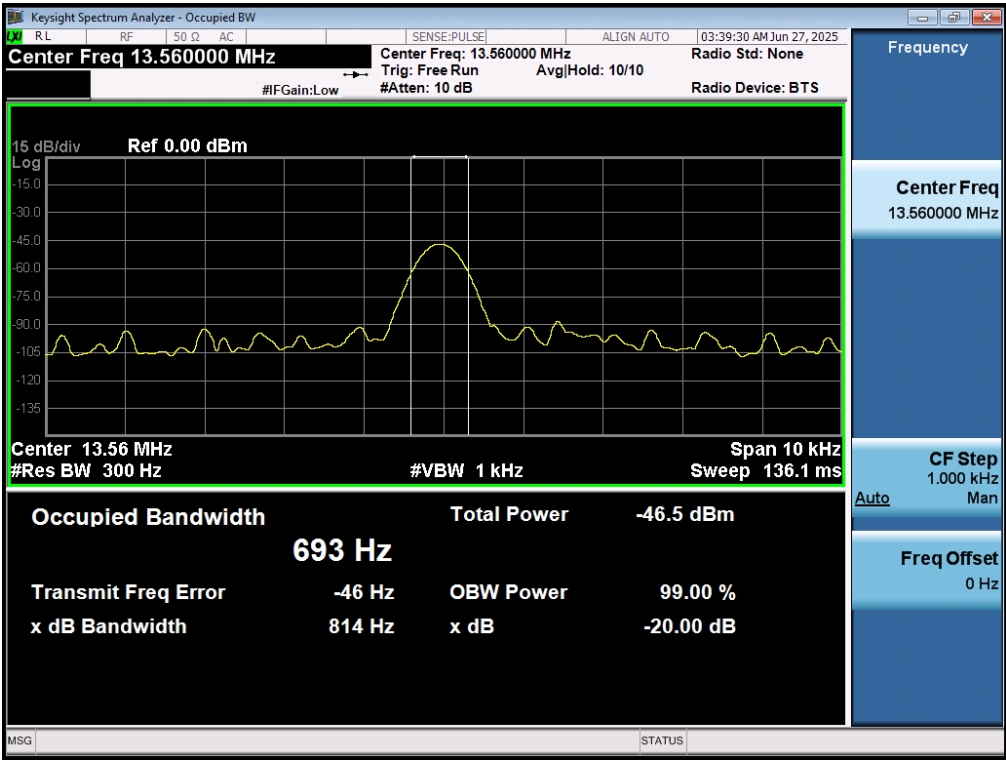 Keysight Spectrum Analyzer - Occupied BW
LXI RL RF 50 Ω AC SENSE:PULSE ALIGN AUTO 03:39:30 AM Jun 27, 2025
Center Freq 13.560000 MHz
Center Freq: 13.560000 MHz Radio Std: None
Trig: Free Run Avg|Hold: 10/10
#IFGain:Low #Atten: 10 dB Radio Device: BTS
15 dB/div Ref 0.00 dBm
Log
-15.0
-30.0
-45.0
-60.0
-75.0
-90.0
-105
-120
-135
Center 13.56 MHz Span 10 kHz
#Res BW 300 Hz #VBW 1 kHz Sweep 136.1 ms
Occupied Bandwidth Total Power -46.5 dBm
693 Hz
Transmit Freq Error -46 Hz OBW Power 99.00 %
x dB Bandwidth 814 Hz x dB -20.00 dB
MSG STATUS
Frequency
Center Freq
13.560000 MHz
CF Step
1.000 kHz
Auto Man
Freq Offset
0 Hz